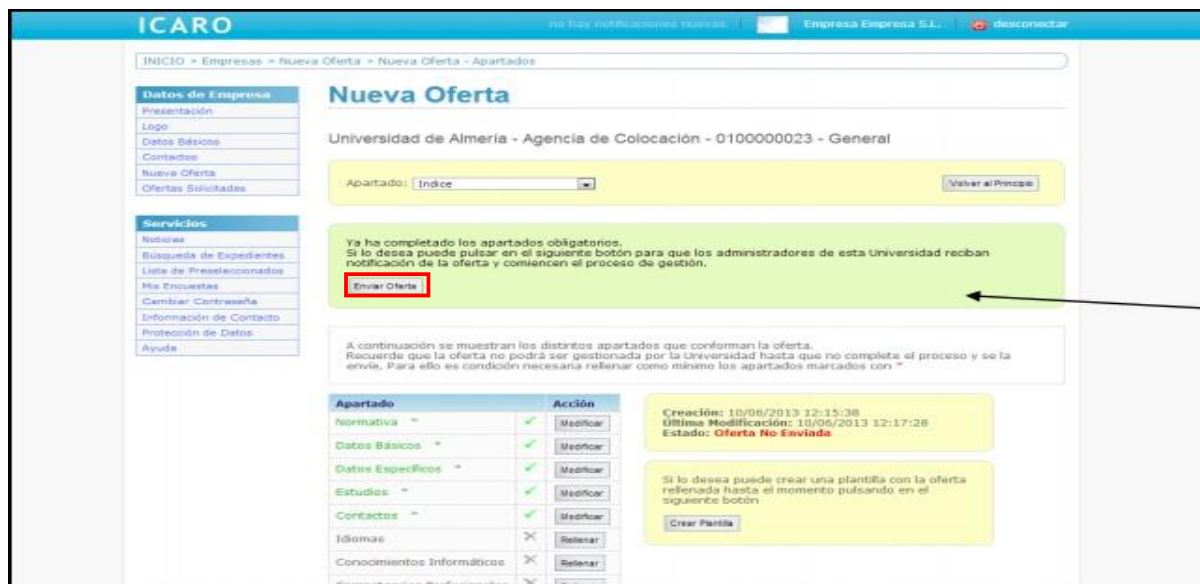 ICARO
no hay notificaciones nuevas
Empresa Empresa S.L.
desconectar
INICIO > Empresas > Nueva Oferta > Nueva Oferta - Apartados
Datos de Empresa
Presentación
Logo
Datos Básicos
Contactos
Nueva Oferta
Ofertas Solicitadas
Servicios
Noticias
Búsqueda de Expedientes
Lista de Preseleccionados
Mis Encuestas
Cambiar Contraseña
Información de Contacto
Protección de Datos
Ayuda
Nueva Oferta
Universidad de Almería - Agencia de Colocación - 0100000023 - General
Apartado: Indice
Volver al Principio
Ya ha completado los apartados obligatorios.
Si lo desea puede pulsar en el siguiente botón para que los administradores de esta Universidad reciban
notificación de la oferta y comiencen el proceso de gestión.
Enviar Oferta
A continuación se muestran los distintos apartados que conforman la oferta.
Recuerde que la oferta no podrá ser gestionada por la Universidad hasta que no complete el proceso y se la
envíe. Para ello es condición necesaria rellenar como mínimo los apartados marcados con *
Apartado Acción
Normativa * Modificar
Datos Básicos * Modificar
Datos Específicos * Modificar
Estudios * Modificar
Contactos * Modificar
Idiomas Rellenar
Conocimientos Informáticos Rellenar
Competencias Profesionales
Creación: 10/06/2013 12:15:38
Última Modificación: 10/06/2013 12:17:28
Estado: Oferta No Enviada
Si lo desea puede crear una plantilla con la oferta
rellenada hasta el momento pulsando en el
siguiente botón
Crear Plantilla